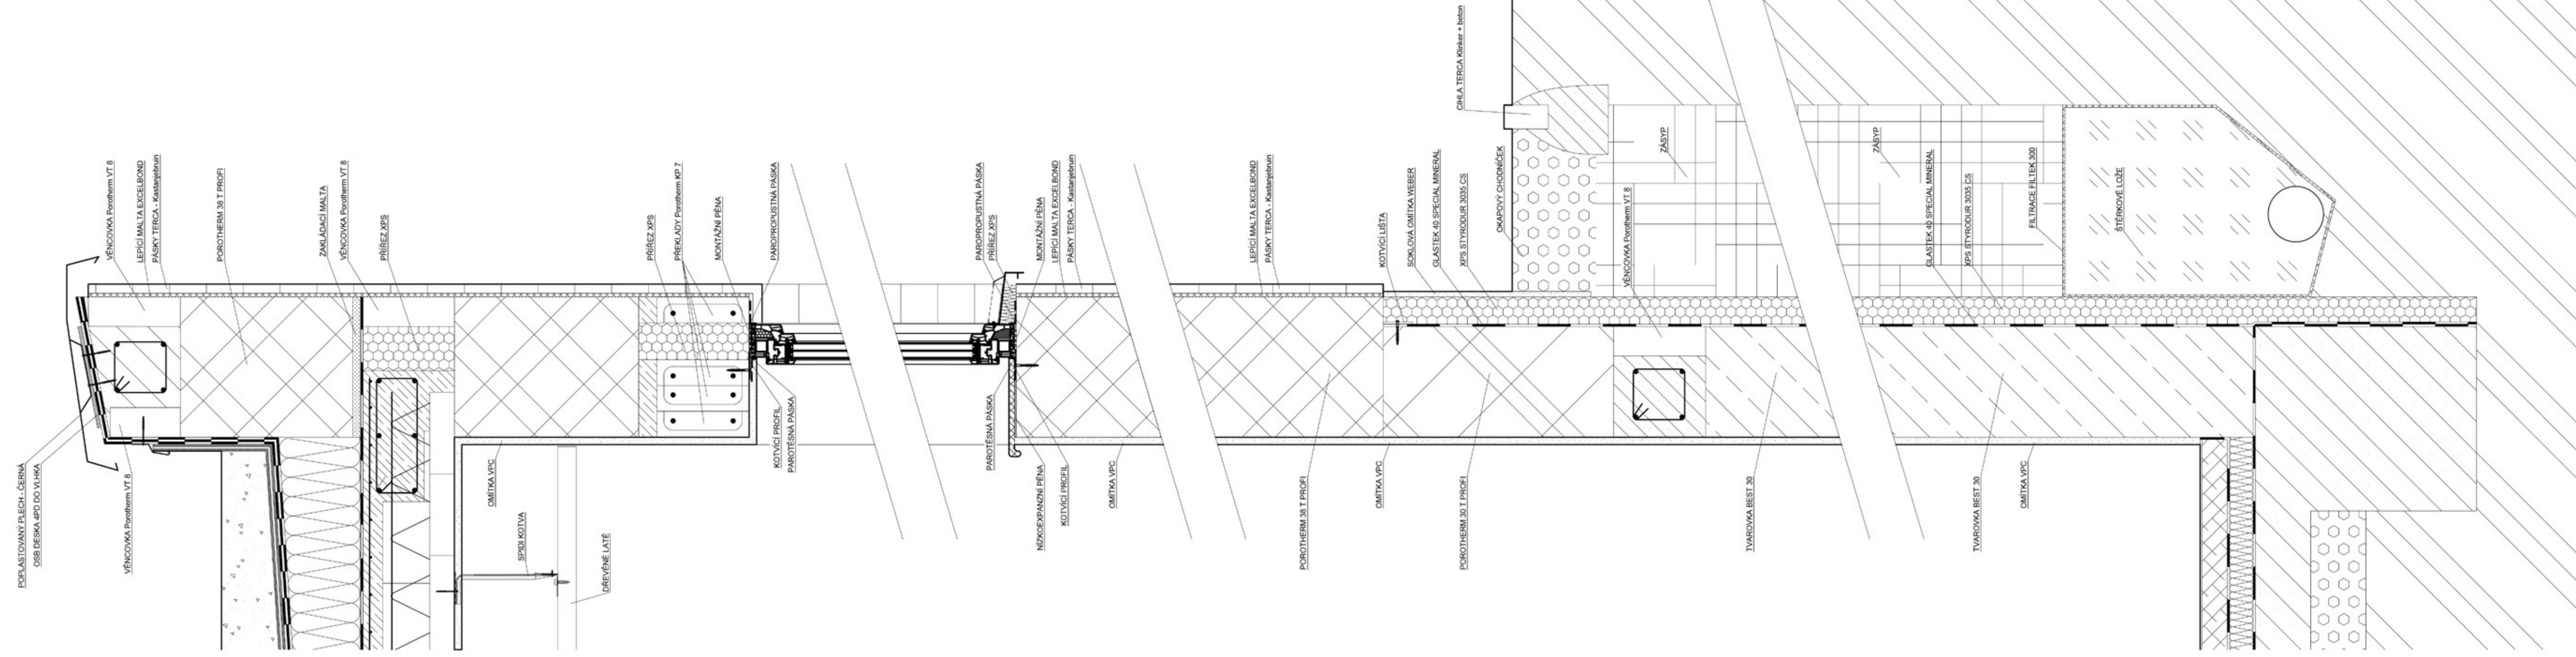 POPLASTOVANÝ PLECH - ČERNÁ
OSB DESKA 4PD DO VLHKA
VĚNCOVKA Porotherm VT 8
LEPÍCÍ MALTA EXCELBOND
PÁSKY TERCA - Kastanjebruin
VĚNCOVKA Porotherm VT 8
POROTHERM 38 T PROFI
ZAKLÁDACÍ MALTA
VĚNCOVKA Porotherm VT 8
PŘÍŘEZ XPS
OMÍTKA VPC
SPIDI KOTVA
DŘEVĚNÉ LATĚ
PŘÍŘEZ XPS
PŘEKLADY Porotherm KP 7
MONTÁŽNÍ PĚNA
PAROPROPUSTNÁ PÁSKA
KOTVÍCÍ PROFIL
PAROTĚSNÁ PÁSKA
PAROPROPUSTNÁ PÁSKA
PŘÍŘEZ XPS
PAROTĚSNÁ PÁSKA
MONTÁŽNÍ PĚNA
LEPÍCÍ MALTA EXCELBOND
PÁSKY TERCA - Kastanjebruin
NÍZKOEXPANZNÍ PĚNA
KOTVÍCÍ PROFIL
OMÍTKA VPC
LEPÍCÍ MALTA EXCELBOND
PÁSKY TERCA - Kastanjebruin
POROTHERM 38 T PROFI
OMÍTKA VPC
KOTVÍCÍ LIŠTA
SOKLOVÁ OMÍTKA WEBER
GLASTEK 40 SPECIAL MINERAL
XPS STYRODUR 3035 CS
POROTHERM 30 T PROFI
CIHLA TERCA Klinker + beton
OKAPOVÝ CHODNÍČEK
VĚNCOVKA Porotherm VT 8
ZÁSYP
TVAROVKA BEST 30
ZÁSYP
GLASTEK 40 SPECIAL MINERAL
XPS STYRODUR 3035 CS
TVAROVKA BEST 30
OMÍTKA VPC
FILTRACE FILTEK 300
ŠTĚRKOVÉ LOŽE